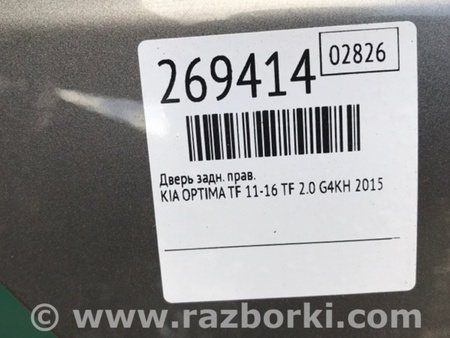 02826
269414
Дверь задн. прав.
KIA OPTIMA TF 11-16 TF 2.0 G4KH 2015
© www.razborki.com